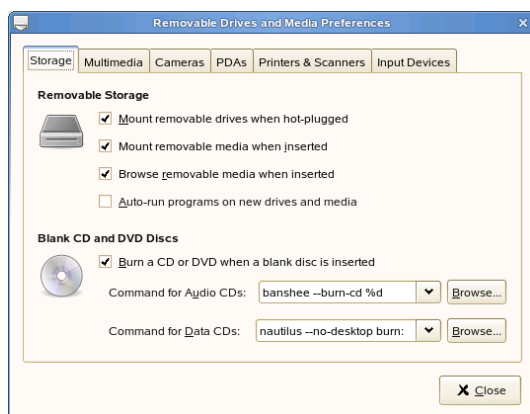 Removable Drives and Media Preferences
Storage
Multimedia
Cameras
PDAs
Printers & Scanners
Input Devices
Removable Storage
Mount removable drives when hot-plugged
Mount removable media when inserted
Browse removable media when inserted
Auto-run programs on new drives and media
Blank CD and DVD Discs
Burn a CD or DVD when a blank disc is inserted
Command for Audio CDs: banshee --burn-cd %d Browse...
Command for Data CDs: nautilus --no-desktop burn: Browse...
Close